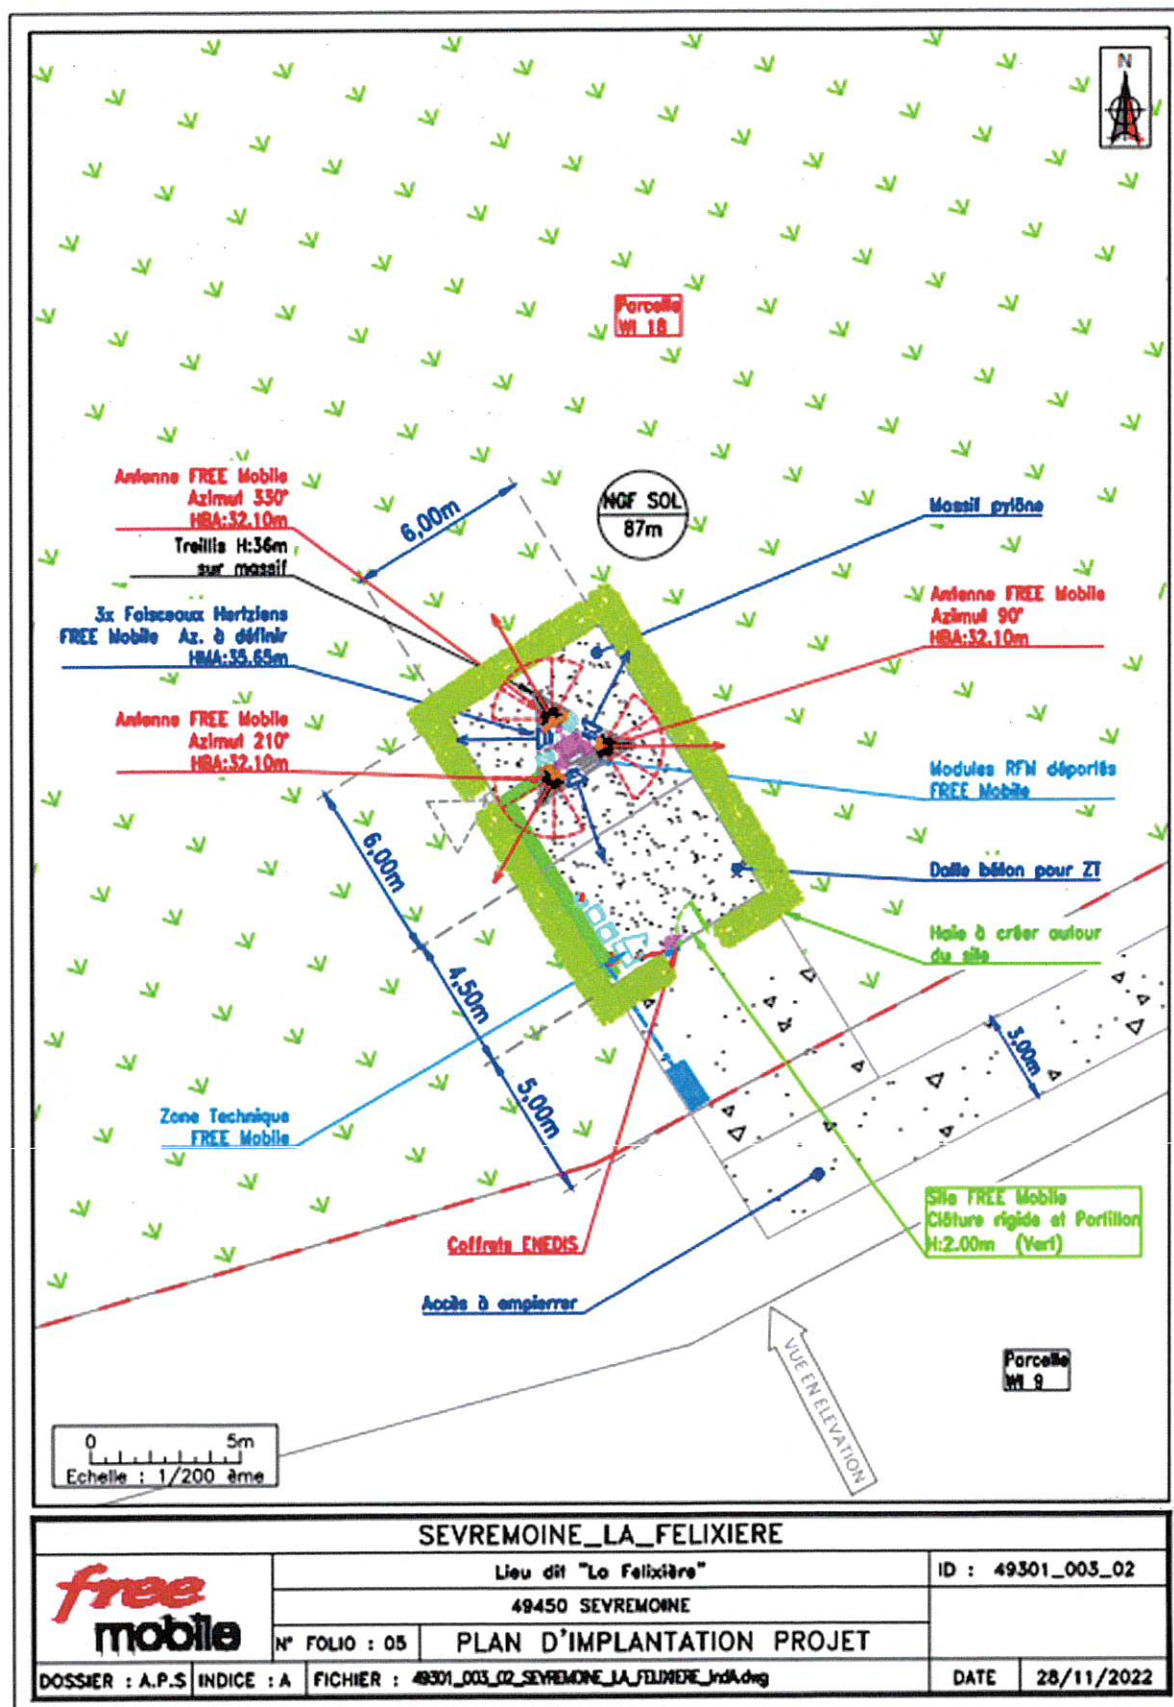 N
Parcelle
WI 18
Antenne FREE Mobile
Azimut 330°
HBA:32.10m
Treillis H:36m
sur massif
3x Faisceaux Hertziens
FREE Mobile Az. à définir
HMA:35.65m
Antenne FREE Mobile
Azimut 210°
HBA:32.10m
6,00m
NGF SOL
87m
Massif pylône
Antenne FREE Mobile
Azimut 90°
HBA:32.10m
Modules RFM déportés
FREE Mobile
Dalle béton pour ZT
Haie à créer autour
du site
6,00m
4,50m
5,00m
3,00m
Zone Technique
FREE Mobile
Coffrets ENEDIS
Accès à empierrer
Site FREE Mobile
Clôture rigide et Portillon
H:2.00m (Vert)
Parcelle
WI 9
VUE EN ELEVATION
0 5m
Echelle : 1/200 ème
SEVREMOINE_LA_FELIXIERE
free
mobile
Lieu dit "La Felixière"
ID : 49301_003_02
49450 SEVREMOINE
N° FOLIO : 05
PLAN D'IMPLANTATION PROJET
DOSSIER : A.P.S
INDICE : A
FICHIER : 49301_003_02_SEVREMOINE_LA_FELIXIERE_IndA.dwg
DATE
28/11/2022